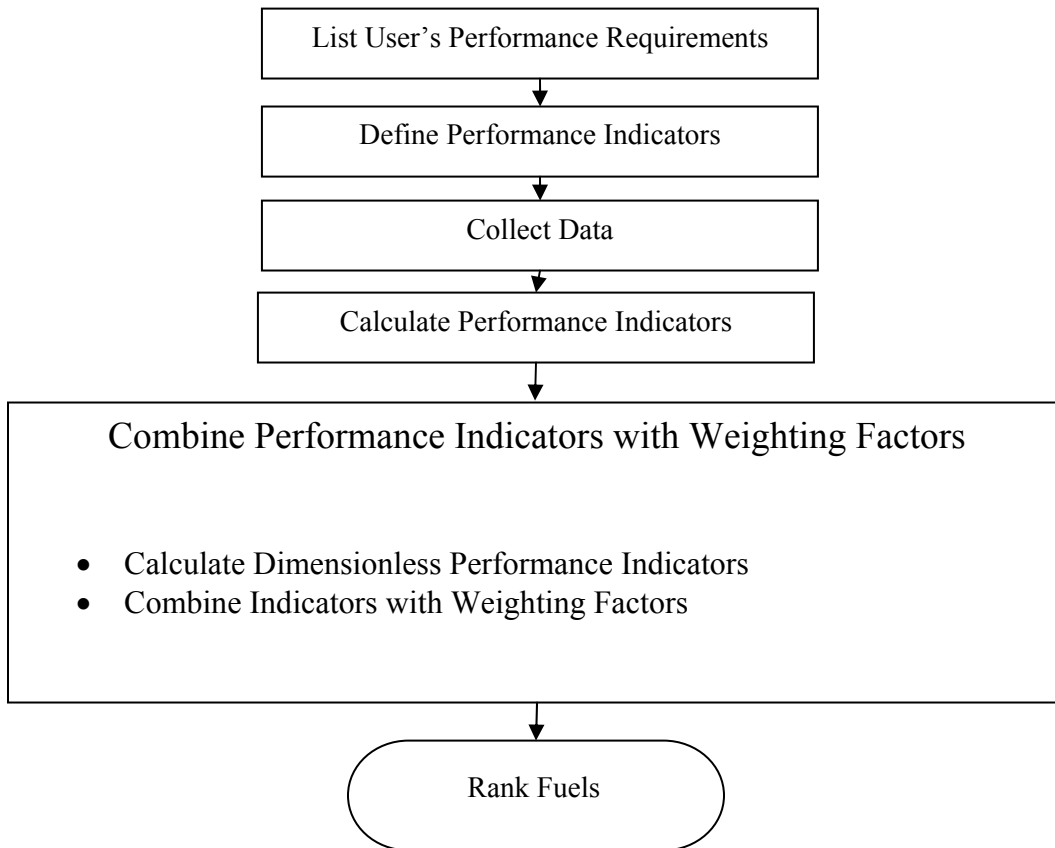 List User’s Performance Requirements
Define Performance Indicators
Collect Data
Calculate Performance Indicators
Combine Performance Indicators with Weighting Factors
• Calculate Dimensionless Performance Indicators
• Combine Indicators with Weighting Factors
Rank Fuels